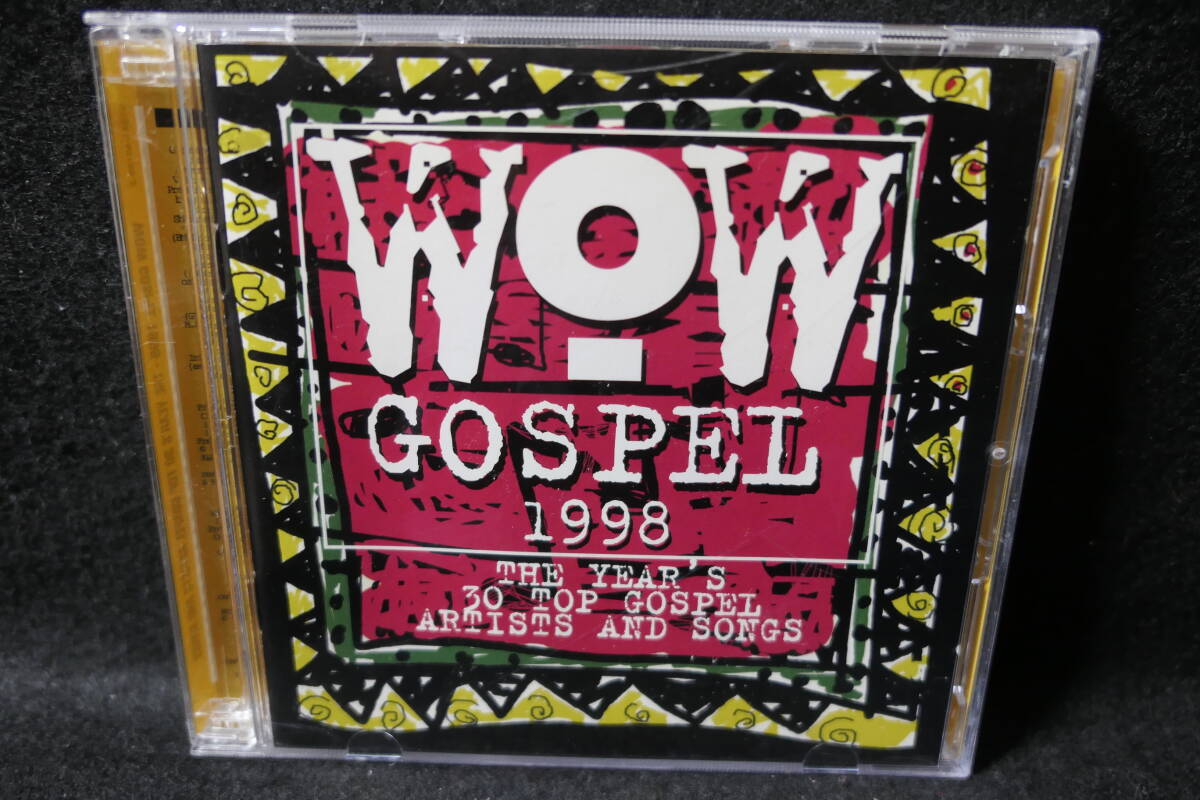 WOW
GOSPEL
1998
THE YEAR'S
30 TOP GOSPEL
ARTISTS AND SONGS